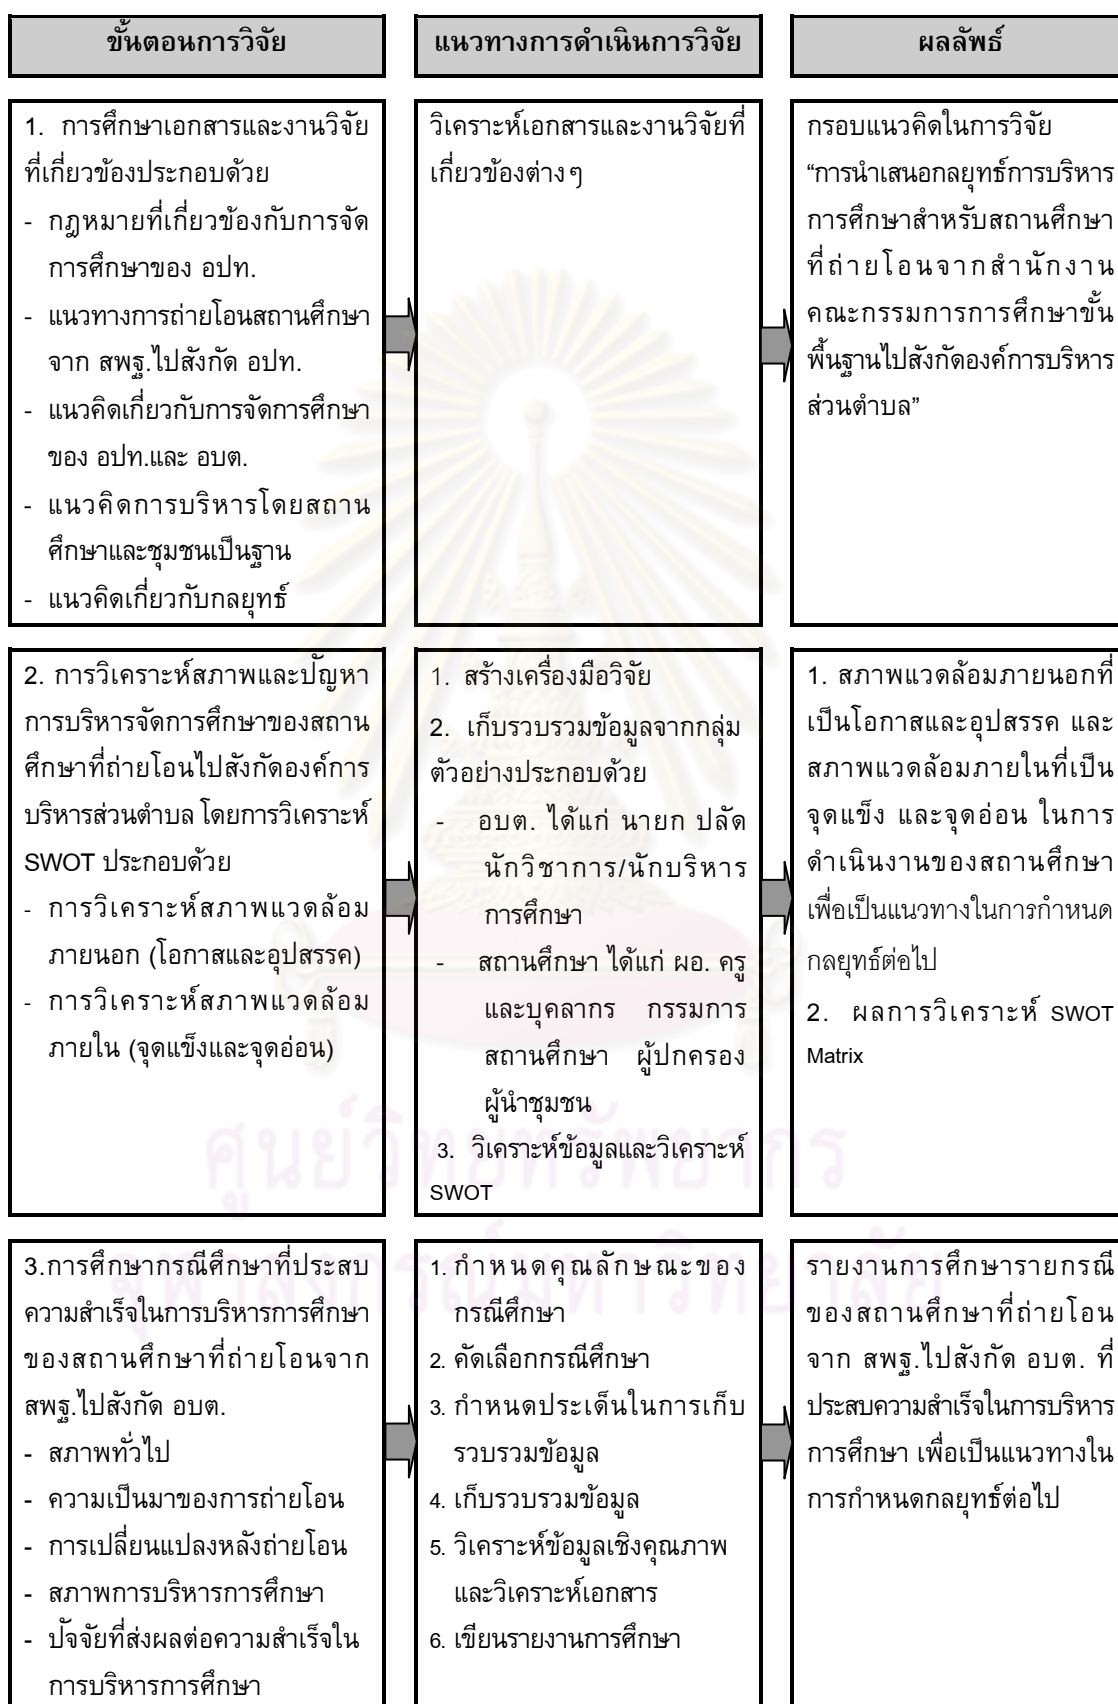 ขั้นตอนการวิจัย
แนวทางการดำเนินการวิจัย
ผลลัพธ์
1. การศึกษาเอกสารและงานวิจัย
ที่เกี่ยวข้องประกอบด้วย
- กฎหมายที่เกี่ยวข้องกับการจัด
การศึกษาของ อปท.
- แนวทางการถ่ายโอนสถานศึกษา
จาก สพฐ.ไปสังกัด อปท.
- แนวคิดเกี่ยวกับการจัดการศึกษา
ของ อปท.และ อบต.
- แนวคิดการบริหารโดยสถาน
ศึกษาและชุมชนเป็นฐาน
- แนวคิดเกี่ยวกับกลยุทธ์
วิเคราะห์เอกสารและงานวิจัยที่
เกี่ยวข้องต่างๆ
กรอบแนวคิดในการวิจัย
“การนำเสนอกลยุทธ์การบริหาร
การศึกษาสำหรับสถานศึกษา
ที่ถ่ายโอนจากสำนักงาน
คณะกรรมการการศึกษาขั้น
พื้นฐานไปสังกัดองค์การบริหาร
ส่วนตำบล”
2. การวิเคราะห์สภาพและปัญหา
การบริหารจัดการศึกษาของสถาน
ศึกษาที่ถ่ายโอนไปสังกัดองค์การ
บริหารส่วนตำบล โดยการวิเคราะห์
SWOT ประกอบด้วย
- การวิเคราะห์สภาพแวดล้อม
ภายนอก (โอกาสและอุปสรรค)
- การวิเคราะห์สภาพแวดล้อม
ภายใน (จุดแข็งและจุดอ่อน)
1. สร้างเครื่องมือวิจัย
2. เก็บรวบรวมข้อมูลจากกลุ่ม
ตัวอย่างประกอบด้วย
- อบต. ได้แก่ นายก ปลัด
นักวิชาการ/นักบริหาร
การศึกษา
- สถานศึกษา ได้แก่ ผอ. ครู
และบุคลากร กรรมการ
สถานศึกษา ผู้ปกครอง
ผู้นำชุมชน
3. วิเคราะห์ข้อมูลและวิเคราะห์
SWOT
1. สภาพแวดล้อมภายนอกที่
เป็นโอกาสและอุปสรรค และ
สภาพแวดล้อมภายในที่เป็น
จุดแข็ง และจุดอ่อน ในการ
ดำเนินงานของสถานศึกษา
เพื่อเป็นแนวทางในการกำหนด
กลยุทธ์ต่อไป
2. ผลการวิเคราะห์ SWOT
Matrix
3.การศึกษากรณีศึกษาที่ประสบ
ความสำเร็จในการบริหารการศึกษา
ของสถานศึกษาที่ถ่ายโอนจาก
สพฐ.ไปสังกัด อบต.
- สภาพทั่วไป
- ความเป็นมาของการถ่ายโอน
- การเปลี่ยนแปลงหลังถ่ายโอน
- สภาพการบริหารการศึกษา
- ปัจจัยที่ส่งผลต่อความสำเร็จใน
การบริหารการศึกษา
1. กำหนดคุณลักษณะของ
กรณีศึกษา
2. คัดเลือกกรณีศึกษา
3. กำหนดประเด็นในการเก็บ
รวบรวมข้อมูล
4. เก็บรวบรวมข้อมูล
5. วิเคราะห์ข้อมูลเชิงคุณภาพ
และวิเคราะห์เอกสาร
6. เขียนรายงานการศึกษา
รายงานการศึกษารายกรณี
ของสถานศึกษาที่ถ่ายโอน
จาก สพฐ.ไปสังกัด อบต. ที่
ประสบความสำเร็จในการบริหาร
การศึกษา เพื่อเป็นแนวทางใน
การกำหนดกลยุทธ์ต่อไป
ศูนย์วิทยทรัพยากร
จุฬาลงกรณ์มหาวิทยาลัย